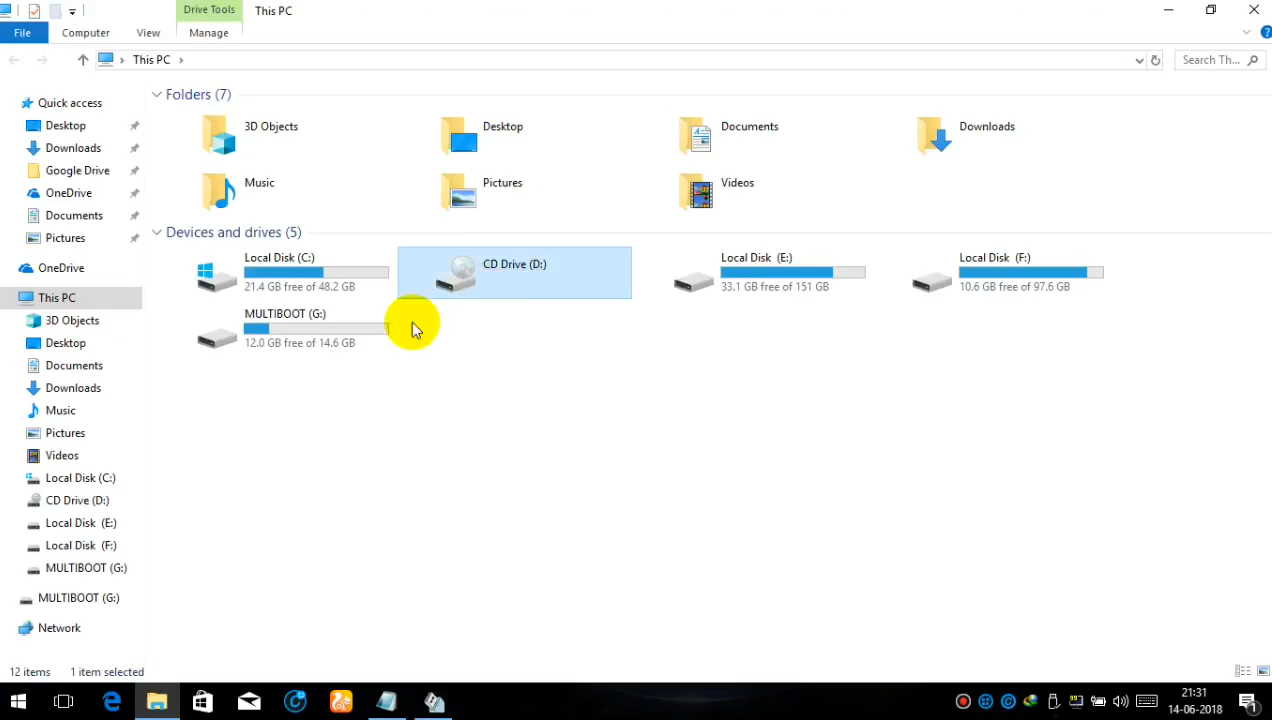 Drive Tools
This PC
File
Computer
View
Manage
This PC
Search Th...
Quick access
Desktop
Downloads
Google Drive
OneDrive
Documents
Pictures
OneDrive
This PC
3D Objects
Desktop
Documents
Downloads
Music
Pictures
Videos
Local Disk (C:)
CD Drive (D:)
Local Disk (E:)
Local Disk (F:)
MULTIBOOT (G:)
MULTIBOOT (G:)
Network
Folders (7)
3D Objects
Desktop
Documents
Downloads
Music
Pictures
Videos
Devices and drives (5)
Local Disk (C:)
21.4 GB free of 48.2 GB
CD Drive (D:)
Local Disk (E:)
33.1 GB free of 151 GB
Local Disk (F:)
10.6 GB free of 97.6 GB
MULTIBOOT (G:)
12.0 GB free of 14.6 GB
12 items
1 item selected
21:31
14-06-2018
1